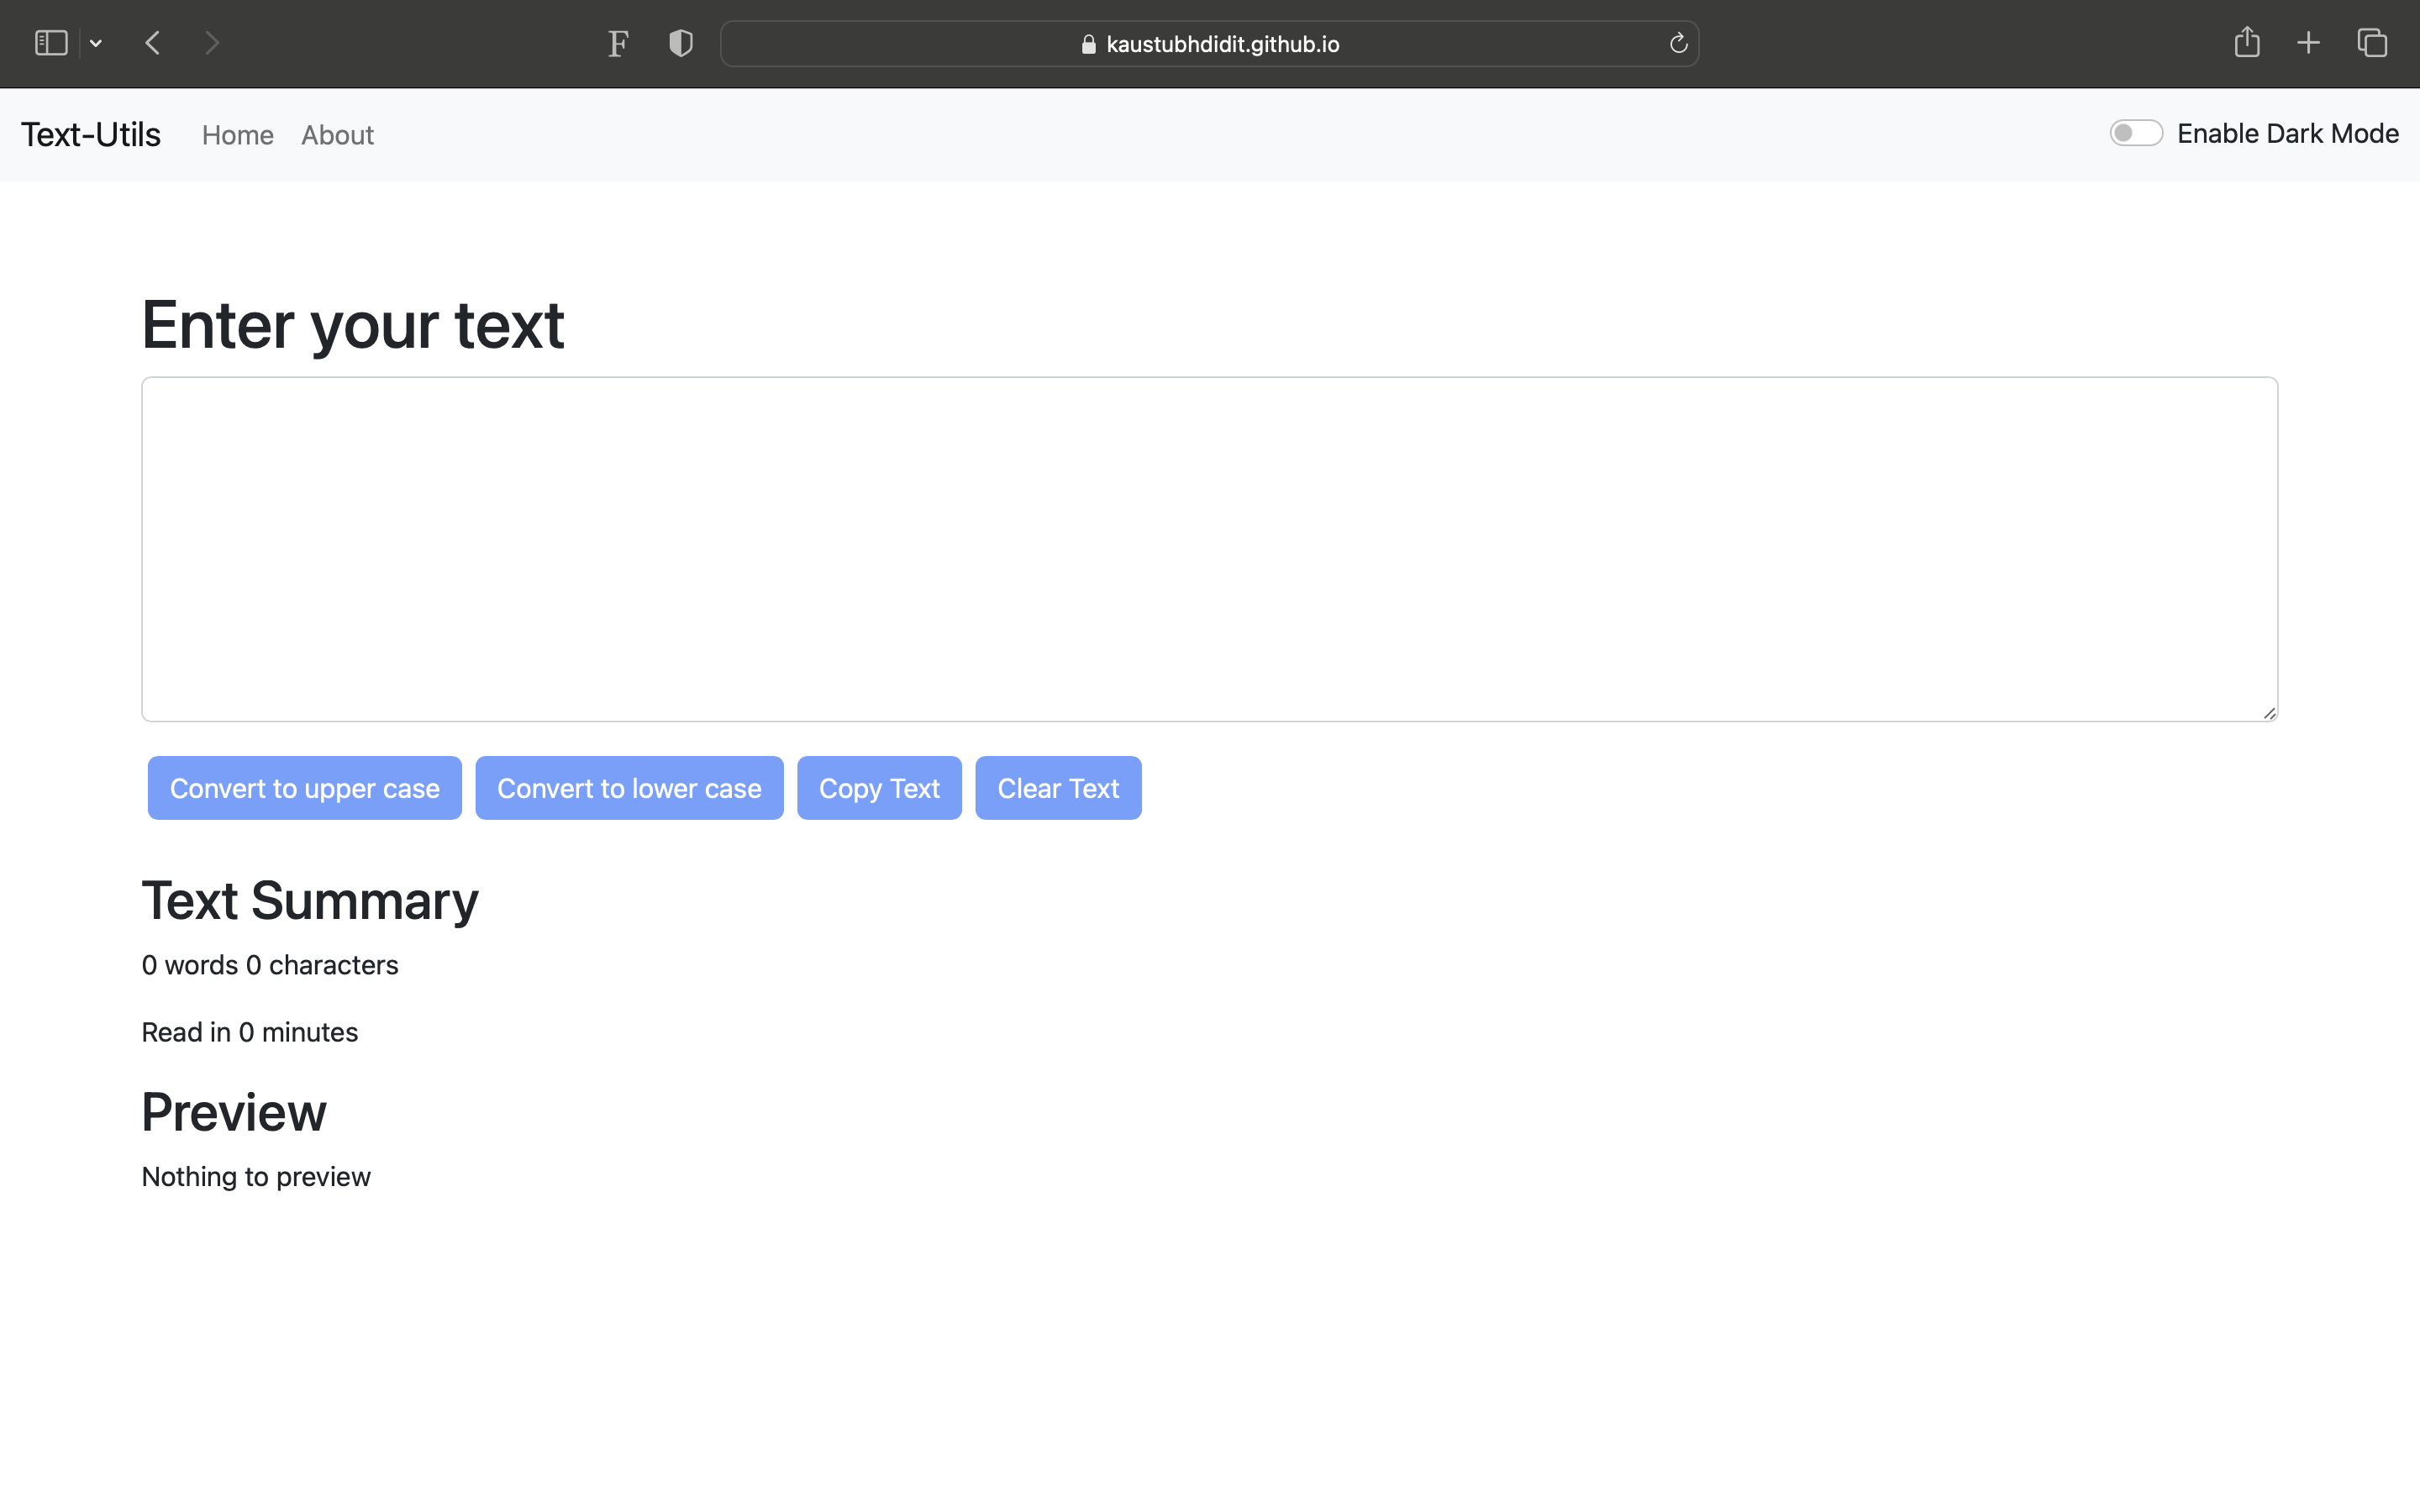 kaustubhdidit.github.io
Text-Utils Home About Enable Dark Mode
Enter your text
Convert to upper case Convert to lower case Copy Text Clear Text
Text Summary
0 words 0 characters
Read in 0 minutes
Preview
Nothing to preview